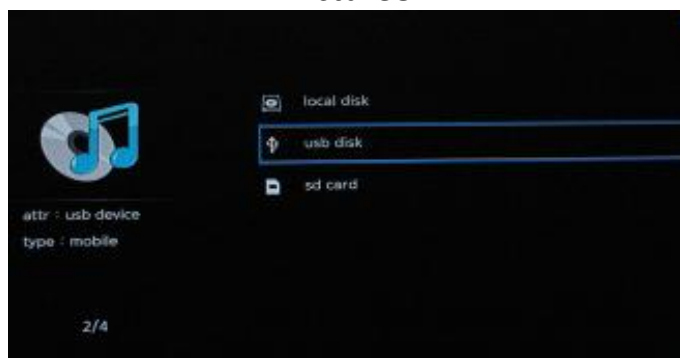 local disk
usb disk
sd card
attr : usb device
type : mobile
2/4